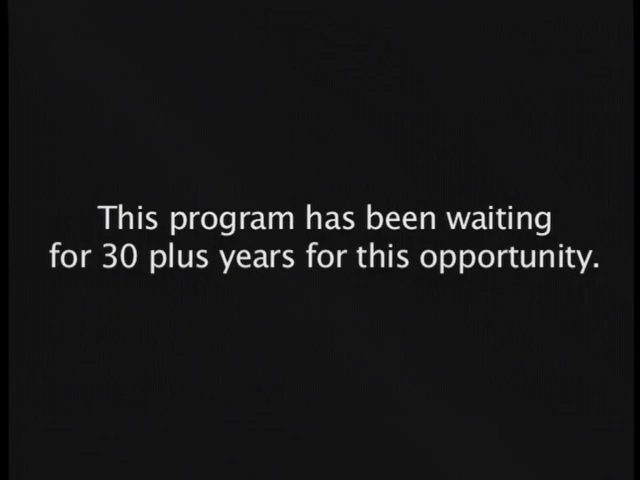 This program has been waiting
for 30 plus years for this opportunity.